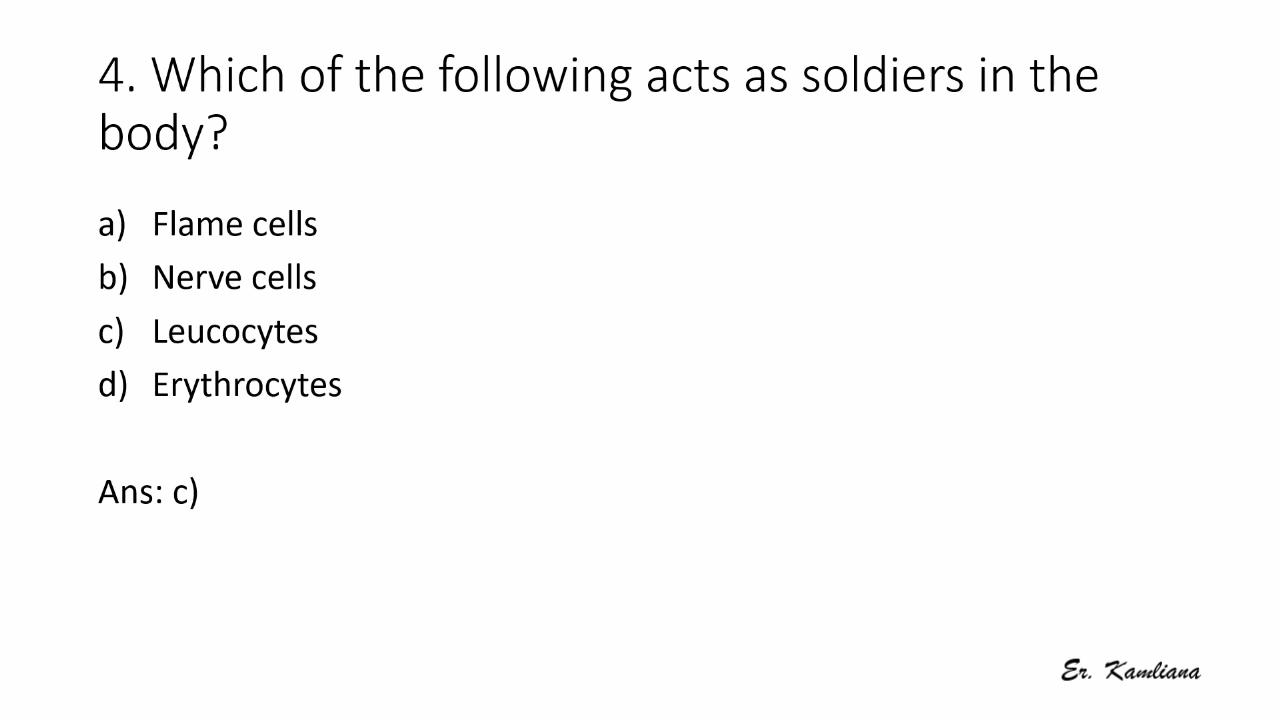 4. Which of the following acts as soldiers in the
body?
a) Flame cells
b) Nerve cells
c) Leucocytes
d) Erythrocytes
Ans: c)
Er. Kamliana